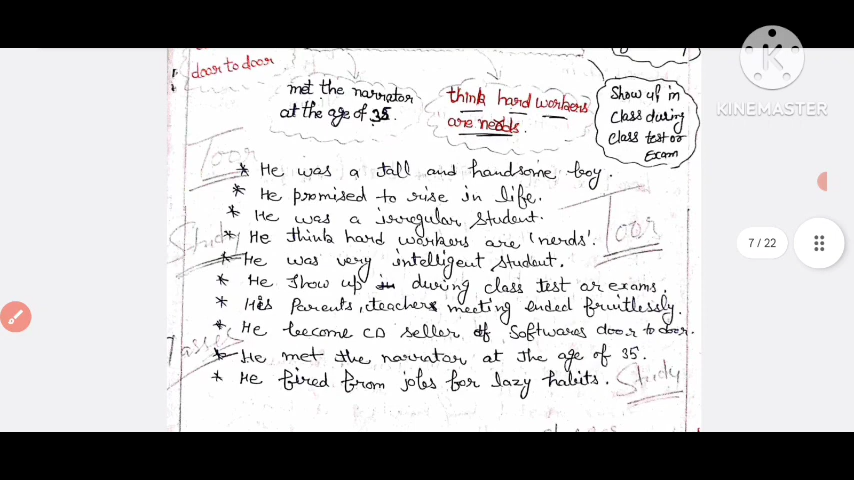 door to door
met the narrator
at the age of 35.
think hard workers
are nerds.
Show up in
class during
class test or
Exam
KINEMASTER
Toor
* He was a tall and handsome boy.
* He promised to rise in life.
* He was a irregular student.
Toor
Study
* He think hard workers are 'nerds'.
7 / 22
* He was very intelligent student.
* He show up in during class test or exams.
* His Parents, teachers meeting ended fruitlessly.
* He become CD seller of Softwares door to door.
* He met the narrator at the age of 35.
* He fired from jobs for lazy habits.
Study